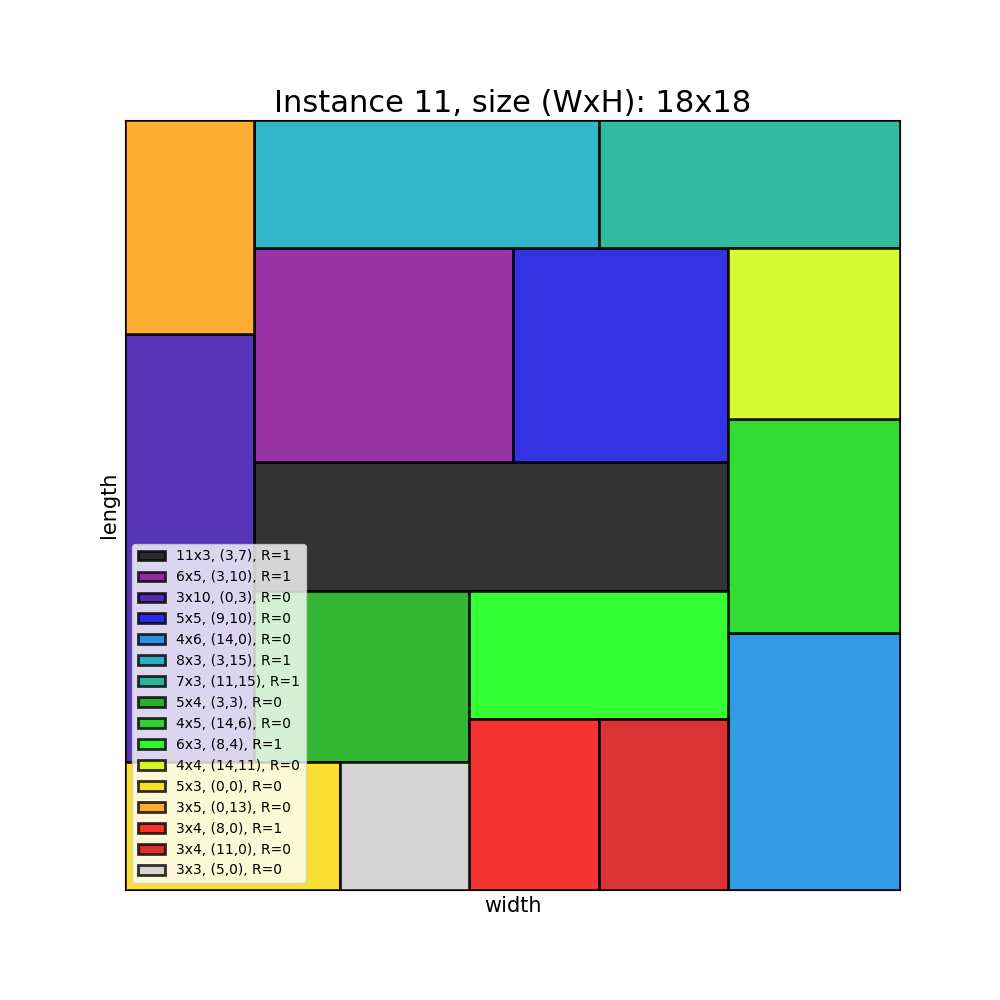 Instance 11, size (WxH): 18x18
length
11x3, (3,7), R=1
6x5, (3,10), R=1
3x10, (0,3), R=0
5x5, (9,10), R=0
4x6, (14,0), R=0
8x3, (3,15), R=1
7x3, (11,15), R=1
5x4, (3,3), R=0
4x5, (14,6), R=0
6x3, (8,4), R=1
4x4, (14,11), R=0
5x3, (0,0), R=0
3x5, (0,13), R=0
3x4, (8,0), R=1
3x4, (11,0), R=0
3x3, (5,0), R=0
width